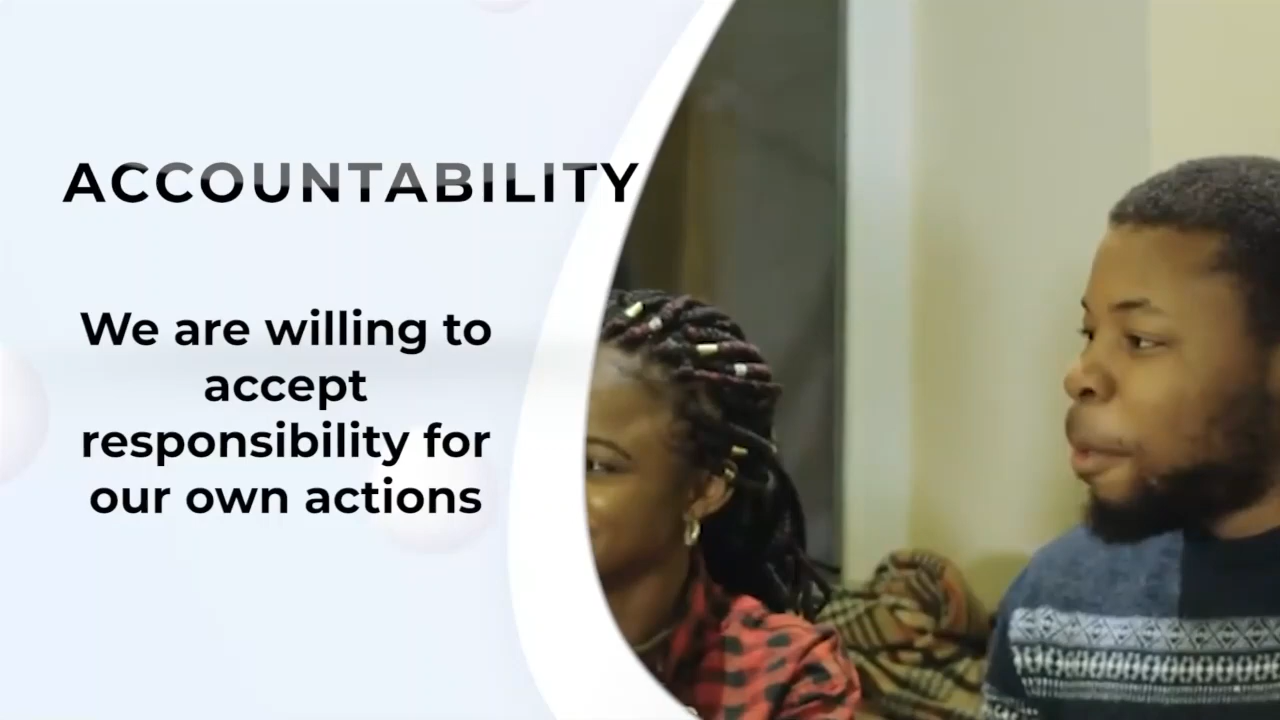 ACCOUNTABILITY
We are willing to
accept
responsibility for
our own actions